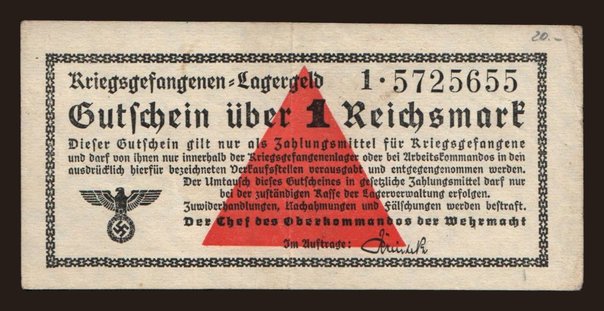 20.-
Kriegsgefangenen-Lagergeld 1·5725655
Gutschein über 1 Reichsmark
Dieser Gutschein gilt nur als Zahlungsmittel für Kriegsgefangene
und darf von ihnen nur innerhalb der Kriegsgefangenenlager oder bei Arbeitskommandos in den
ausdrücklich hierfür bezeichneten Verkaufsstellen verausgabt und entgegengenommen werden.
Der Umtausch dieses Gutscheines in gesetzliche Zahlungsmittel darf nur
bei der zuständigen Kasse der Lagerverwaltung erfolgen.
Zuwiderhandlungen, Nachahmungen und Fälschungen werden bestraft.
Der Chef des Oberkommandos der Wehrmacht
Im Auftrage: